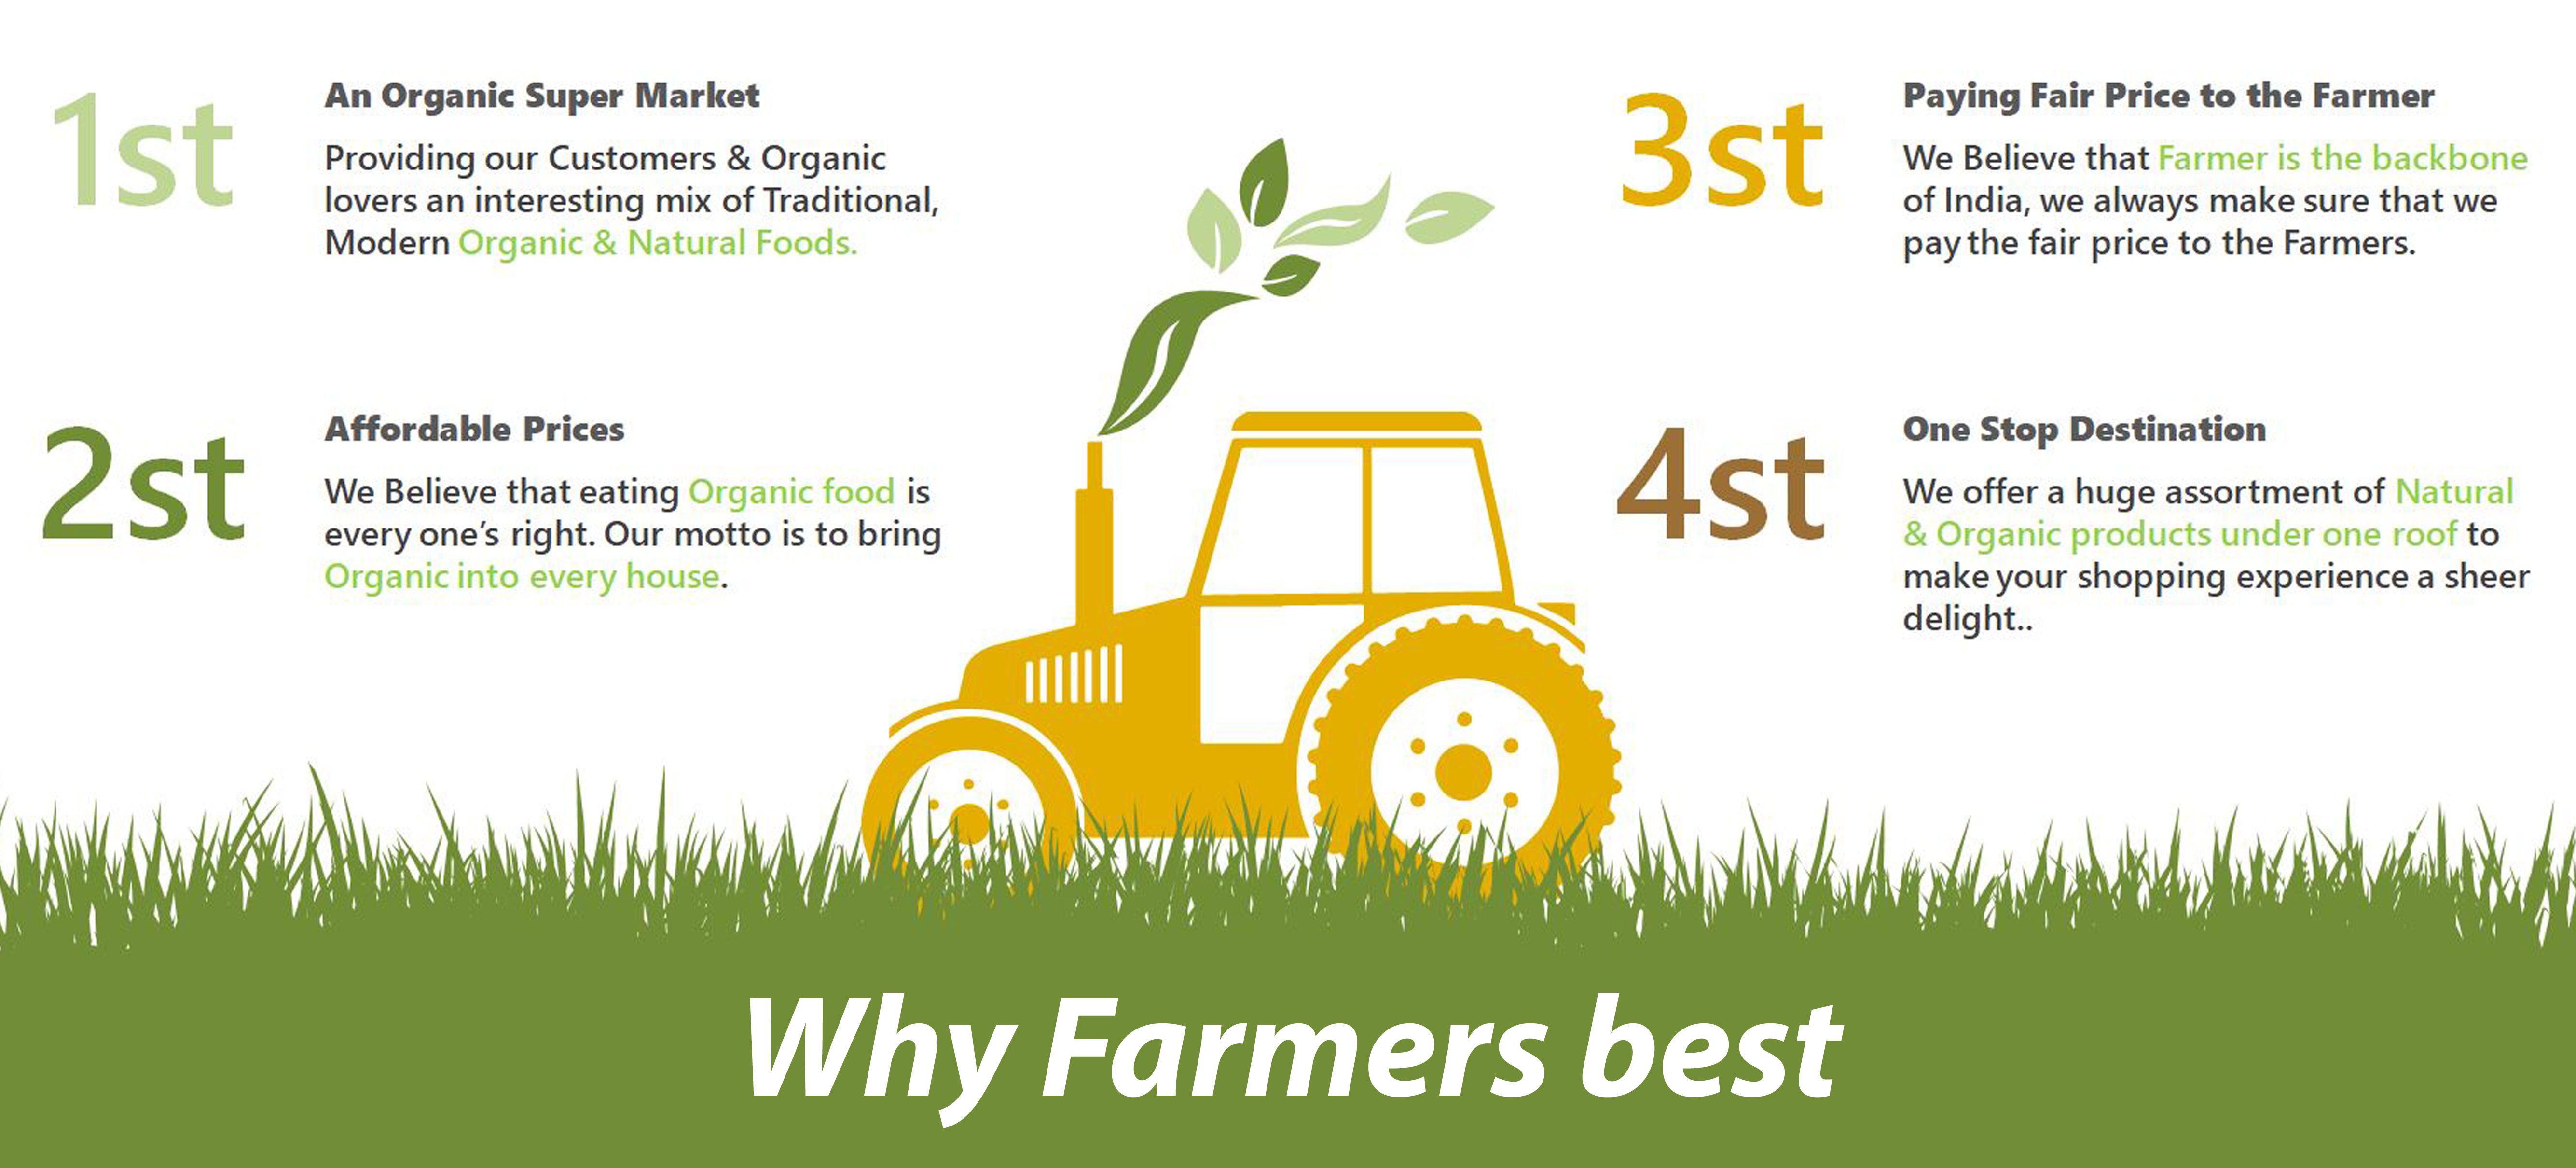 1st
An Organic Super Market
Providing our Customers & Organic
lovers an interesting mix of Traditional,
Modern Organic & Natural Foods.
2st
Affordable Prices
We Believe that eating Organic food is
every one’s right. Our motto is to bring
Organic into every house.
3st
Paying Fair Price to the Farmer
We Believe that Farmer is the backbone
of India, we always make sure that we
pay the fair price to the Farmers.
4st
One Stop Destination
We offer a huge assortment of Natural
& Organic products under one roof to
make your shopping experience a sheer
delight..
Why Farmers best